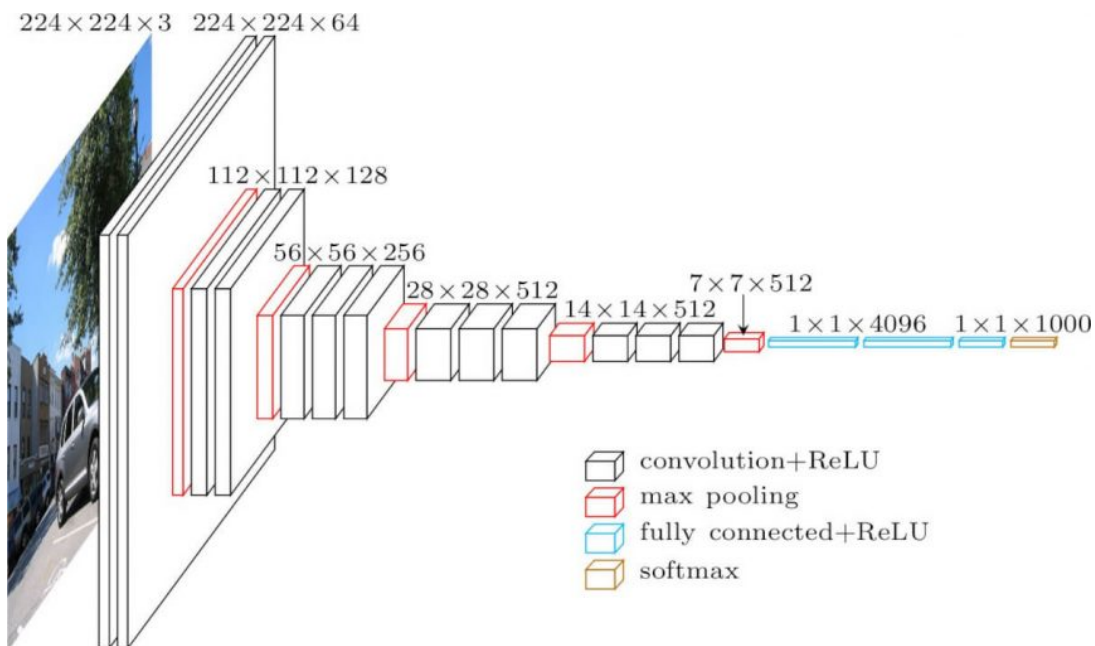 224×224×3
224×224×64
112×112×128
56×56×256
28×28×512
14×14×512
7×7×512
1×1×4096
1×1×1000
convolution+ReLU
max pooling
fully connected+ReLU
softmax